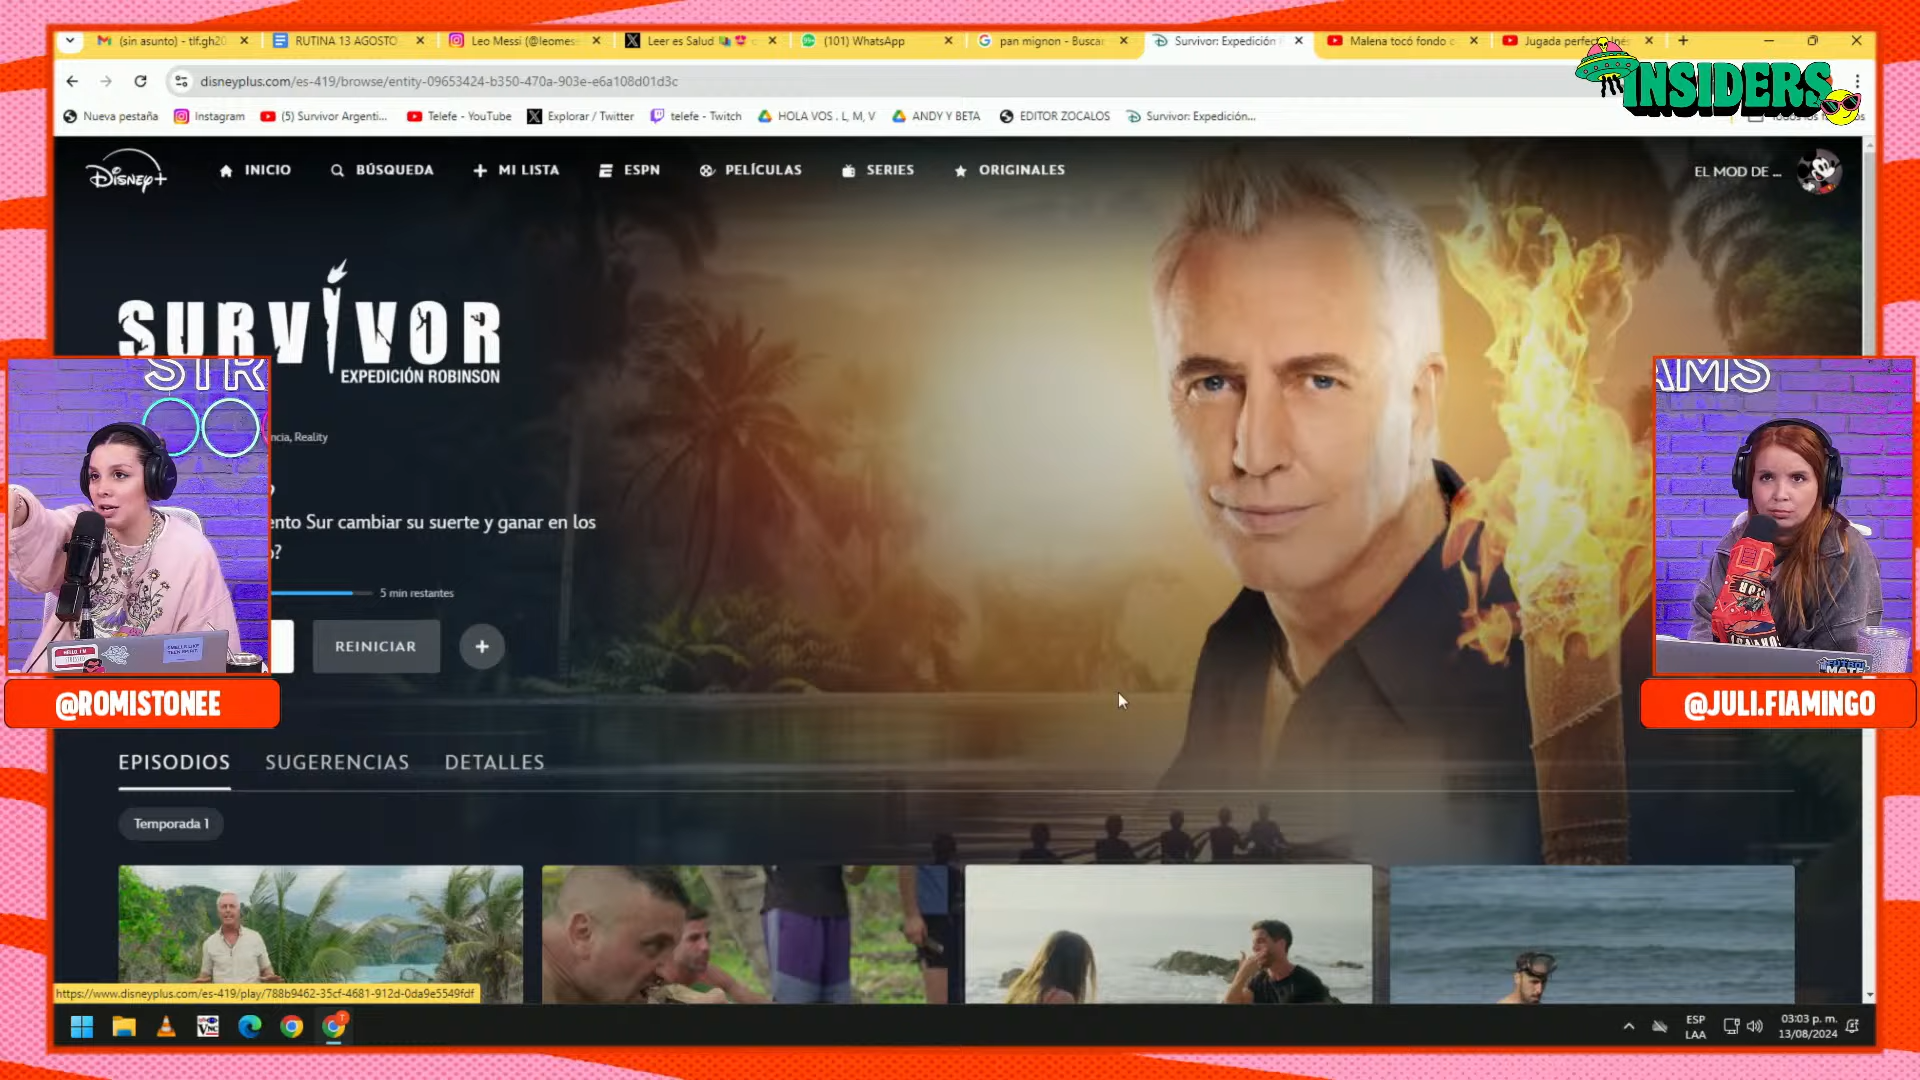 (sin asunto) - tlf.gh20
RUTINA 13 AGOSTO
Leo Messi (@leomes
Leer es Salud
(101) WhatsApp
pan mignon - Buscar
Survivor: Expedición
Malena tocó fondo
Jugada perfecta
INSIDERS
disneyplus.com/es-419/browse/entity-09653424-b350-470a-903e-e6a108d01d3c
Nueva pestaña
Instagram
(5) Survivor Argenti...
Telefe - YouTube
Explorar / Twitter
telefe - Twitch
HOLA VOS . L, M, V
ANDY Y BETA
EDITOR ZOCALOS
Survivor: Expedición...
Disney+
INICIO
BÚSQUEDA
MI LISTA
ESPN
PELÍCULAS
SERIES
ORIGINALES
EL MOD DE ...
SURVIVOR
EXPEDICIÓN ROBINSON
STR
AMS
ncia, Reality
?
ento Sur cambiar su suerte y ganar en los
o?
5 min restantes
REINICIAR
@ROMISTONEE
@JULI.FIAMINGO
EPISODIOS
SUGERENCIAS
DETALLES
Temporada 1
https://www.disneyplus.com/es-419/play/788b9462-35cf-4681-912d-0da9e5549fdf
ESP
LAA
03:03 p. m.
13/08/2024